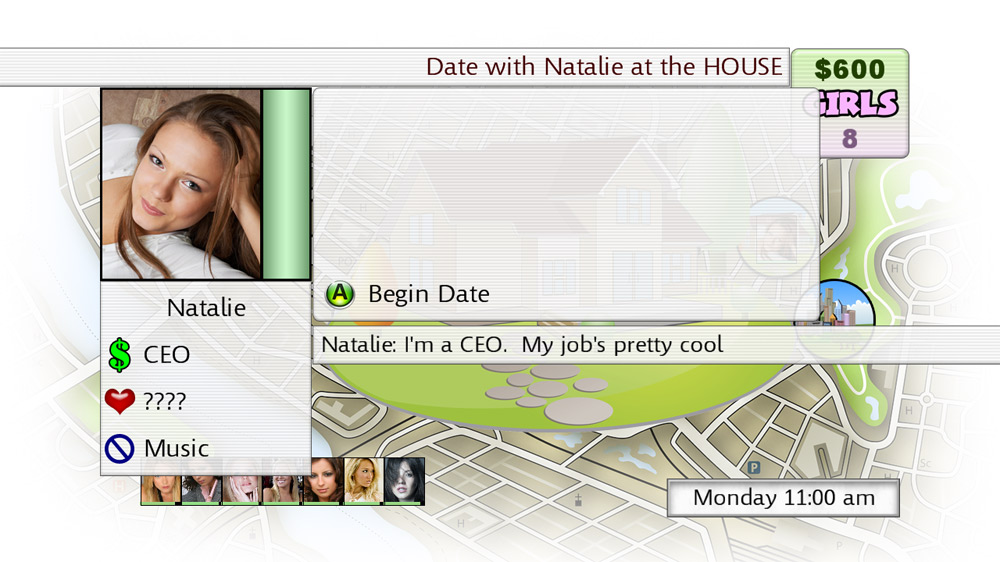 Date with Natalie at the HOUSE
$600
GIRLS
8
A Begin Date
Natalie
Natalie: I'm a CEO. My job's pretty cool
$ CEO
????
Music
Monday 11:00 am
P
H
H
H
Sc
P